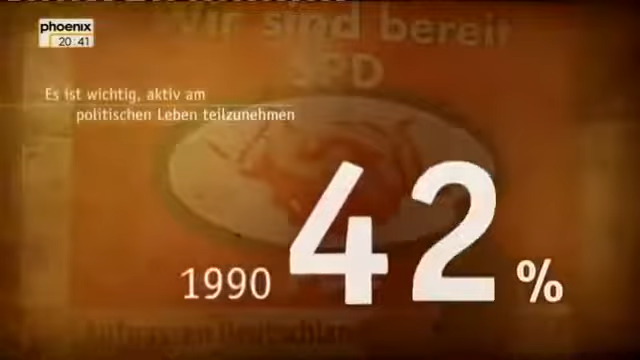 Wir sind bereit
SPD
phoenix
20:41
Es ist wichtig, aktiv am
politischen Leben teilzunehmen
1990 42 %